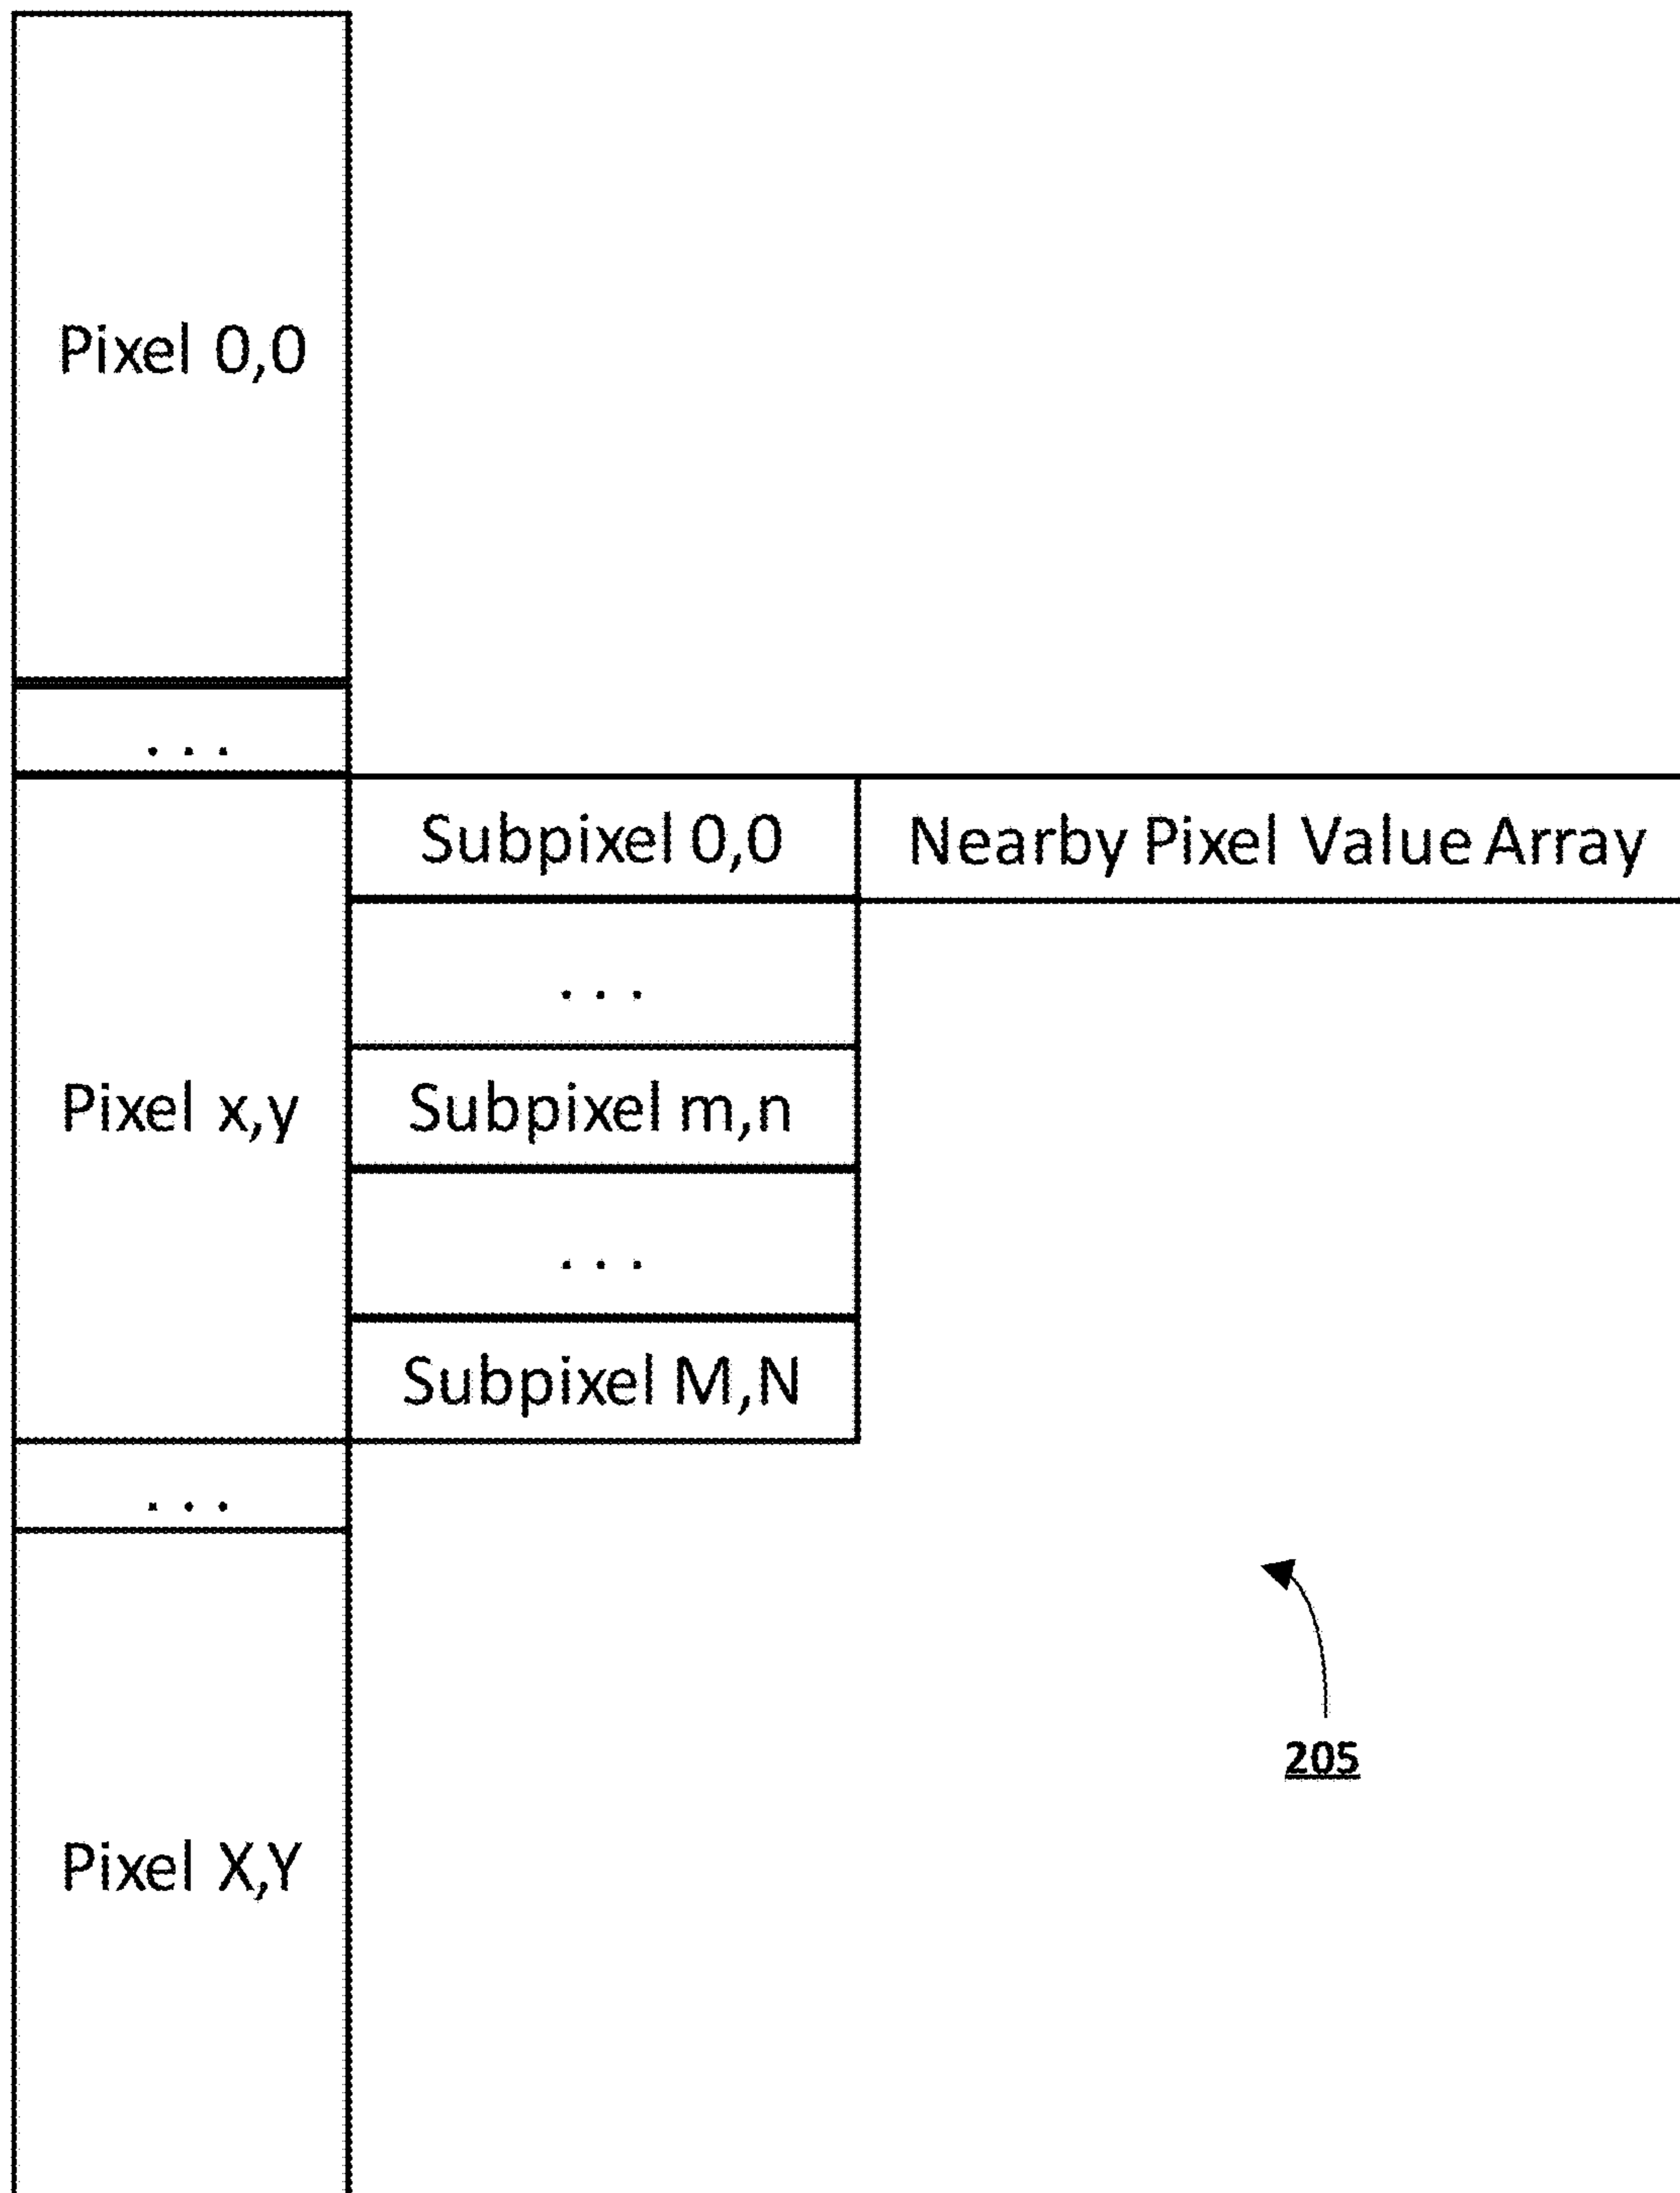 Pixel 0,0
. . .
Subpixel 0,0
Nearby Pixel Value Array
. . .
Pixel x,y
Subpixel m,n
. . .
Subpixel M,N
. . .
205
Pixel X,Y